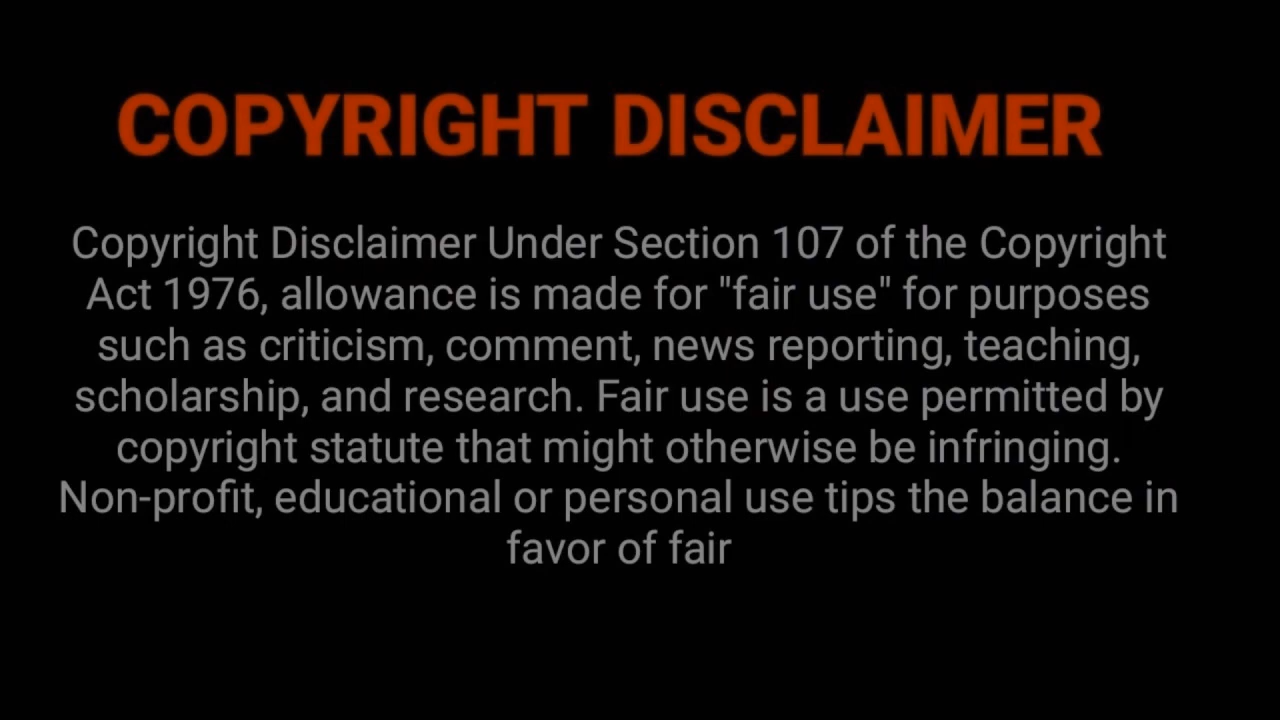 COPYRIGHT DISCLAIMER
Copyright Disclaimer Under Section 107 of the Copyright
Act 1976, allowance is made for "fair use" for purposes
such as criticism, comment, news reporting, teaching,
scholarship, and research. Fair use is a use permitted by
copyright statute that might otherwise be infringing.
Non-profit, educational or personal use tips the balance in
favor of fair